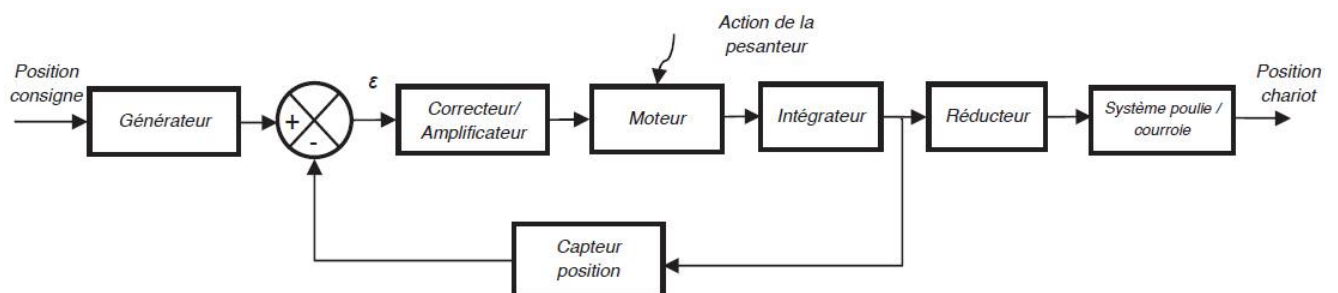 Action de la
pesanteur
Position
consigne
Générateur
+
-
ε
Correcteur/
Amplificateur
Moteur
Intégrateur
Réducteur
Système poulie /
courroie
Position
chariot
Capteur
position